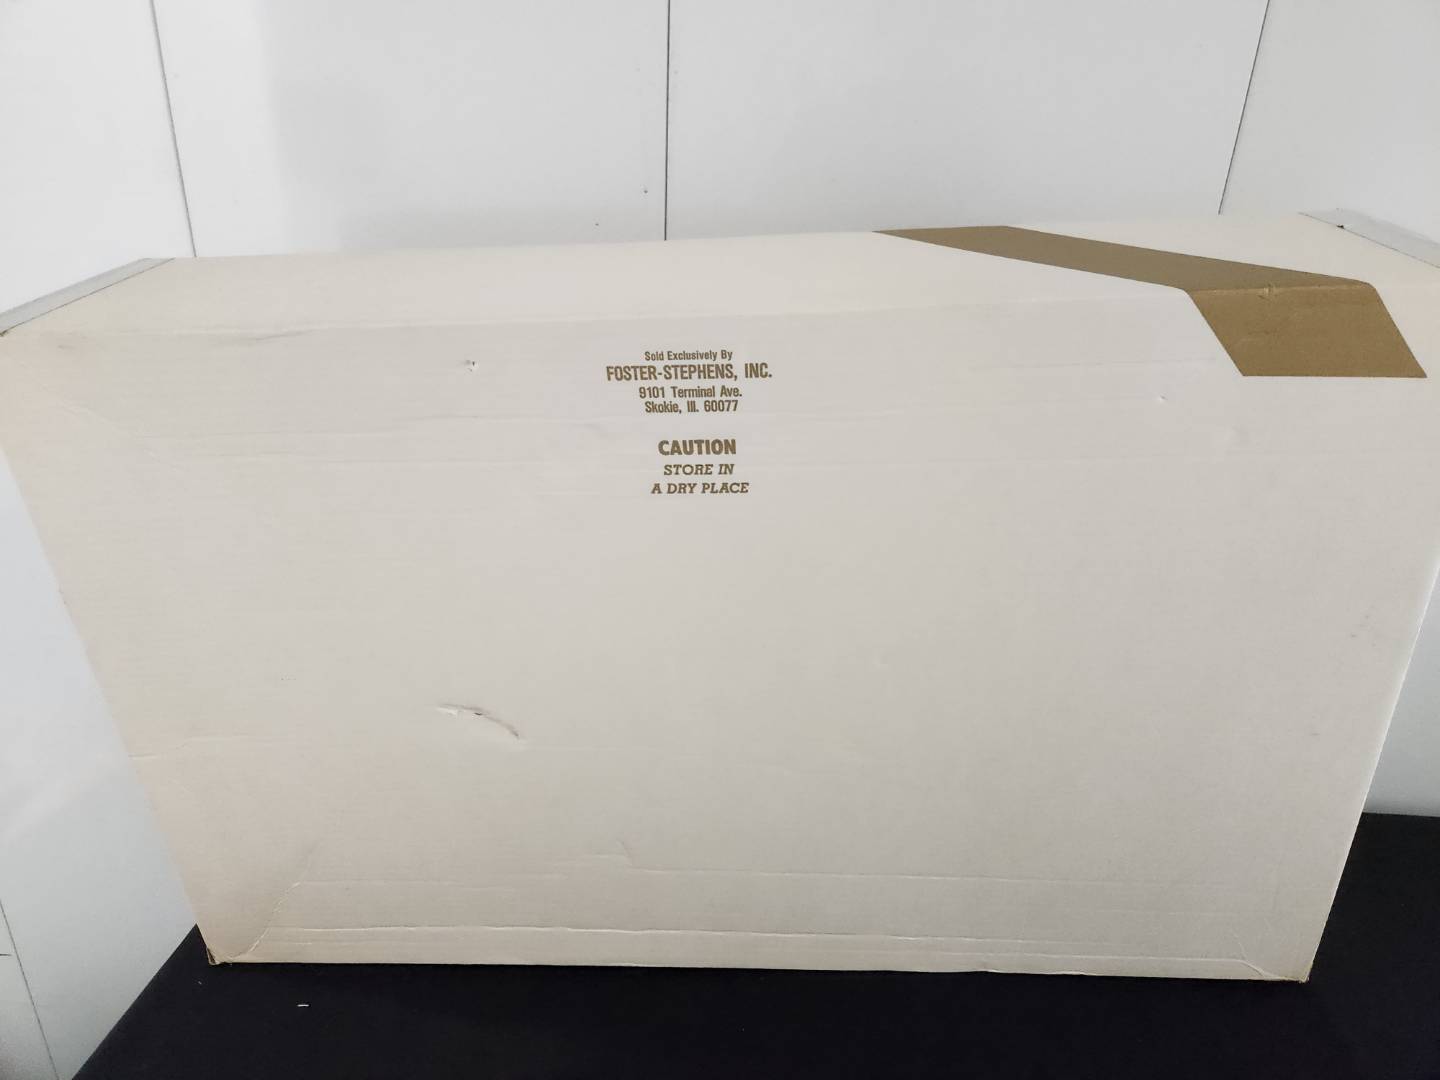 Sold Exclusively By
FOSTER-STEPHENS, INC.
9101 Terminal Ave.
Skokie, Ill. 60077
CAUTION
STORE IN
A DRY PLACE